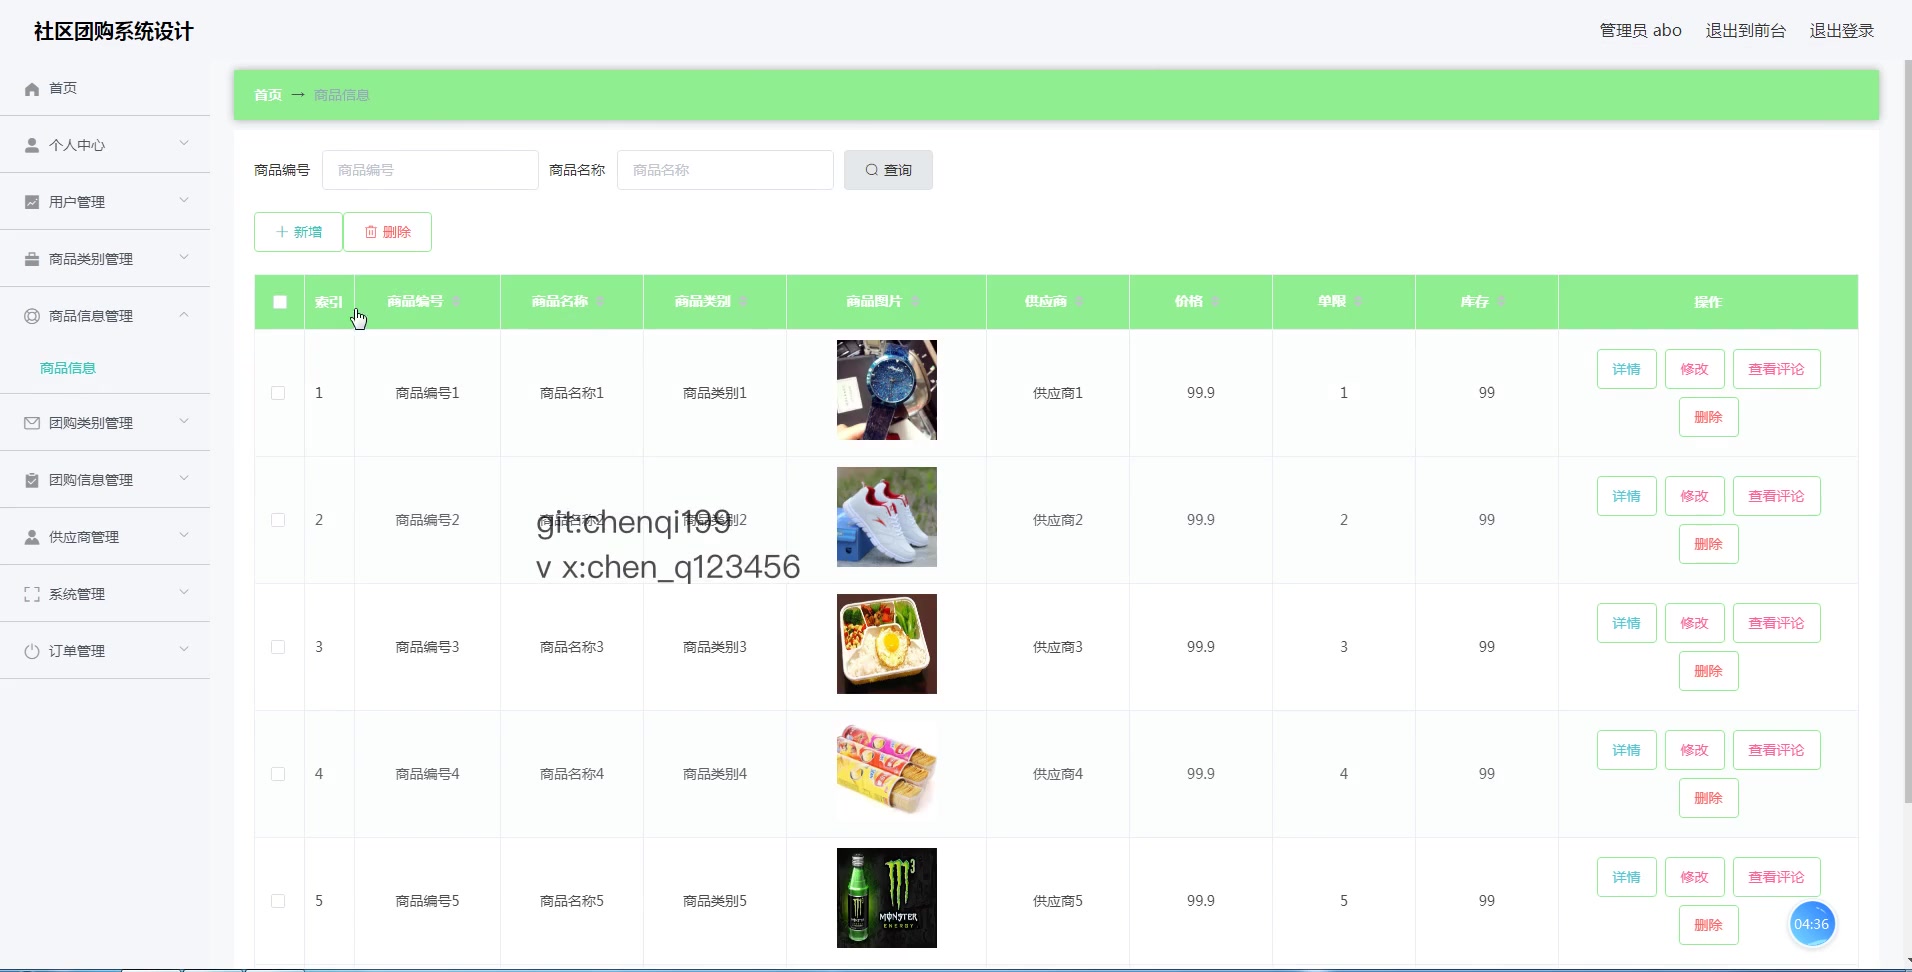 社区团购系统设计
管理员 abo 退出到前台 退出登录
首页
个人中心
用户管理
商品类别管理
商品信息管理
商品信息
团购类别管理
团购信息管理
供应商管理
系统管理
订单管理
首页 → 商品信息
商品编号 商品编号 商品名称 商品名称 查询
新增 删除
索引 商品编号 商品名称 商品类别 商品图片 供应商 价格 单限 库存 操作
1 商品编号1 商品名称1 商品类别1 供应商1 99.9 1 99 详情 修改 查看评论
删除
2 商品编号2 商品名称2 商品类别2 供应商2 99.9 2 99 详情 修改 查看评论
删除
git:chenqi199
v x:chen_q123456
3 商品编号3 商品名称3 商品类别3 供应商3 99.9 3 99 详情 修改 查看评论
删除
4 商品编号4 商品名称4 商品类别4 供应商4 99.9 4 99 详情 修改 查看评论
删除
5 商品编号5 商品名称5 商品类别5 供应商5 99.9 5 99 详情 修改 查看评论
删除
MONSTER
ENERGY
04:36